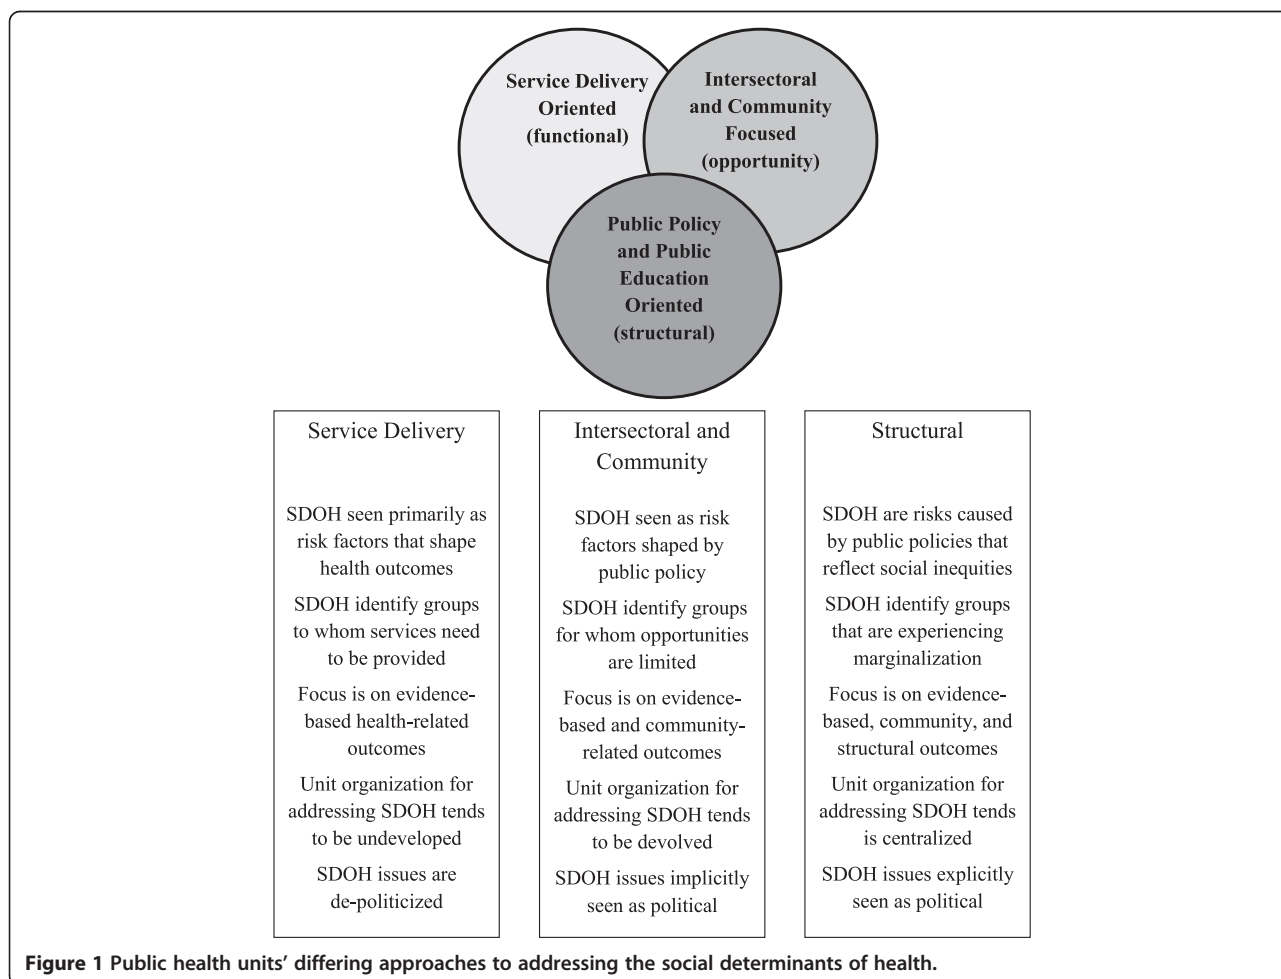 Service Delivery
Oriented
(functional)
Intersectoral
and Community
Focused
(opportunity)
Public Policy
and Public
Education
Oriented
(structural)
Service Delivery
SDOH seen primarily as
risk factors that shape
health outcomes
SDOH identify groups
to whom services need
to be provided
Focus is on evidence-
based health-related
outcomes
Unit organization for
addressing SDOH tends
to be undeveloped
SDOH issues are
de-politicized
Intersectoral and
Community
SDOH seen as risk
factors shaped by
public policy
SDOH identify groups
for whom opportunities
are limited
Focus is on evidence-
based and community-
related outcomes
Unit organization for
addressing SDOH tends
to be devolved
SDOH issues implicitly
seen as political
Structural
SDOH are risks caused
by public policies that
reflect social inequities
SDOH identify groups
that are experiencing
marginalization
Focus is on evidence-
based, community, and
structural outcomes
Unit organization for
addressing SDOH tends
is centralized
SDOH issues explicitly
seen as political
Figure 1 Public health units' differing approaches to addressing the social determinants of health.